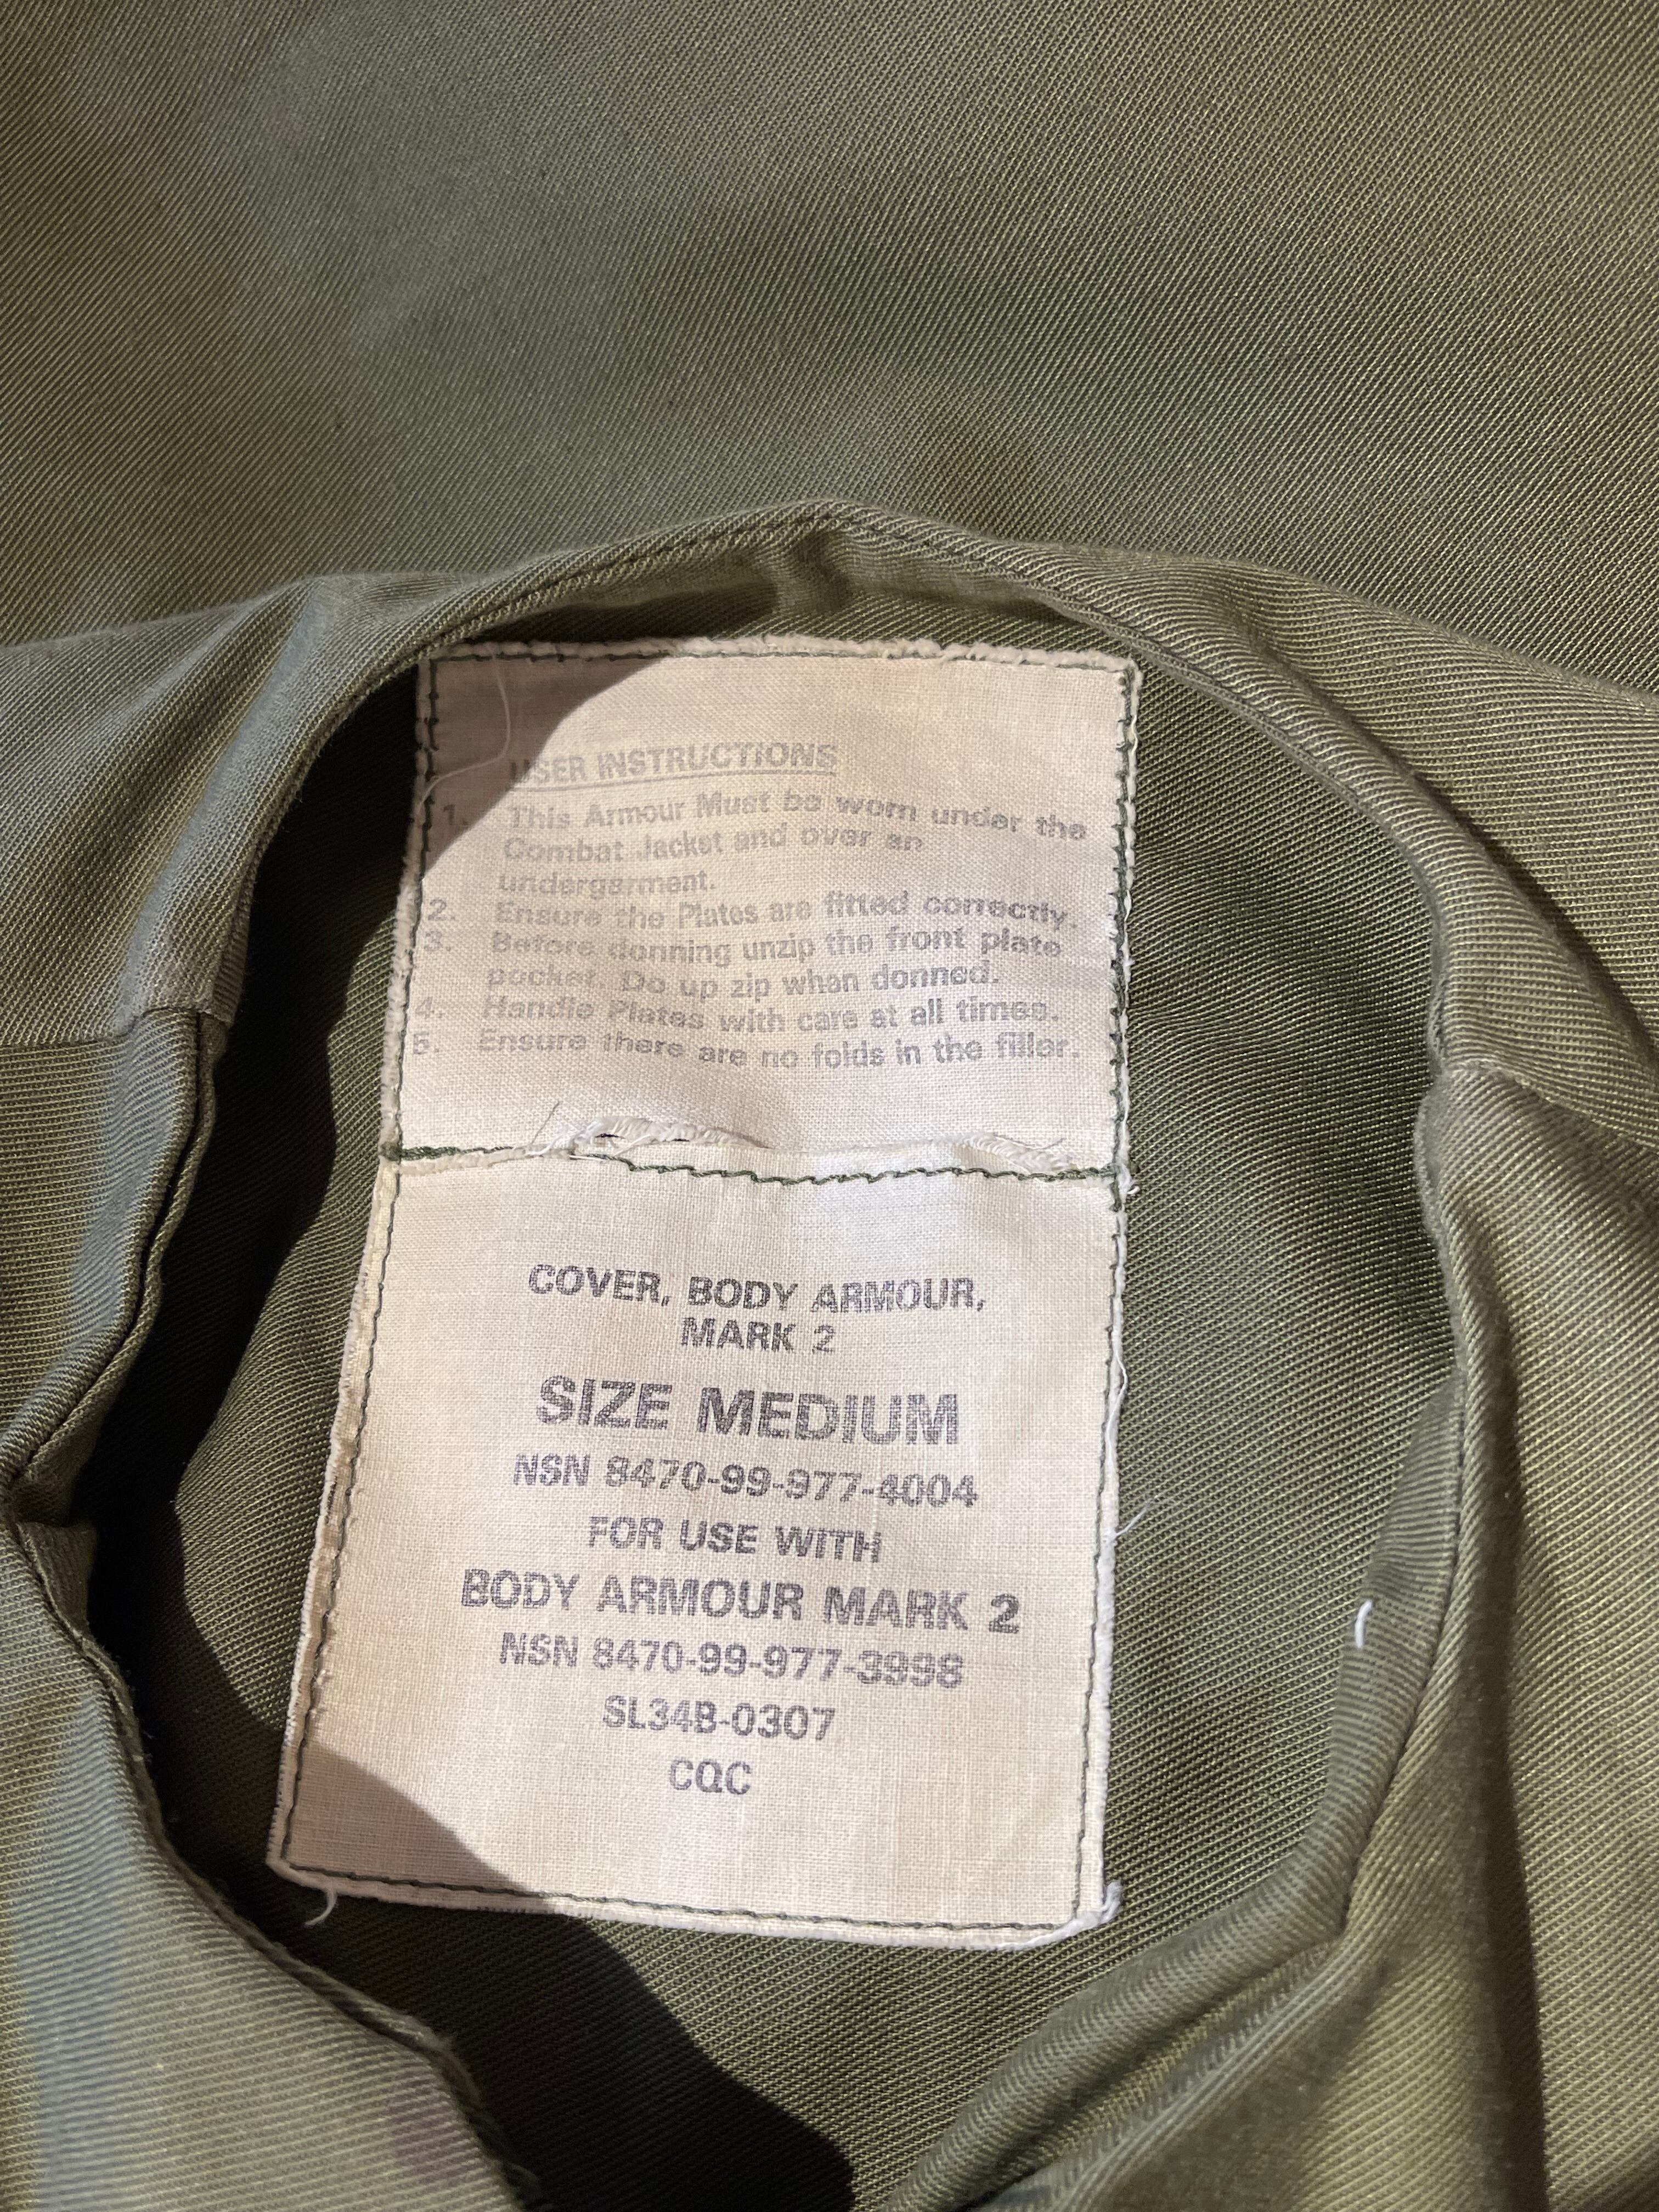 USER INSTRUCTIONS
1. This Armour Must be worn under the
Combat Jacket and over an
undergarment.
2. Ensure the Plates are fitted correctly.
3. Before donning unzip the front plate
pocket. Do up zip when donned.
4. Handle Plates with care at all times.
5. Ensure there are no folds in the filler.
COVER, BODY ARMOUR,
MARK 2
SIZE MEDIUM
NSN 8470-99-977-4004
FOR USE WITH
BODY ARMOUR MARK 2
NSN 8470-99-977-3998
SL34B-0307
CQC